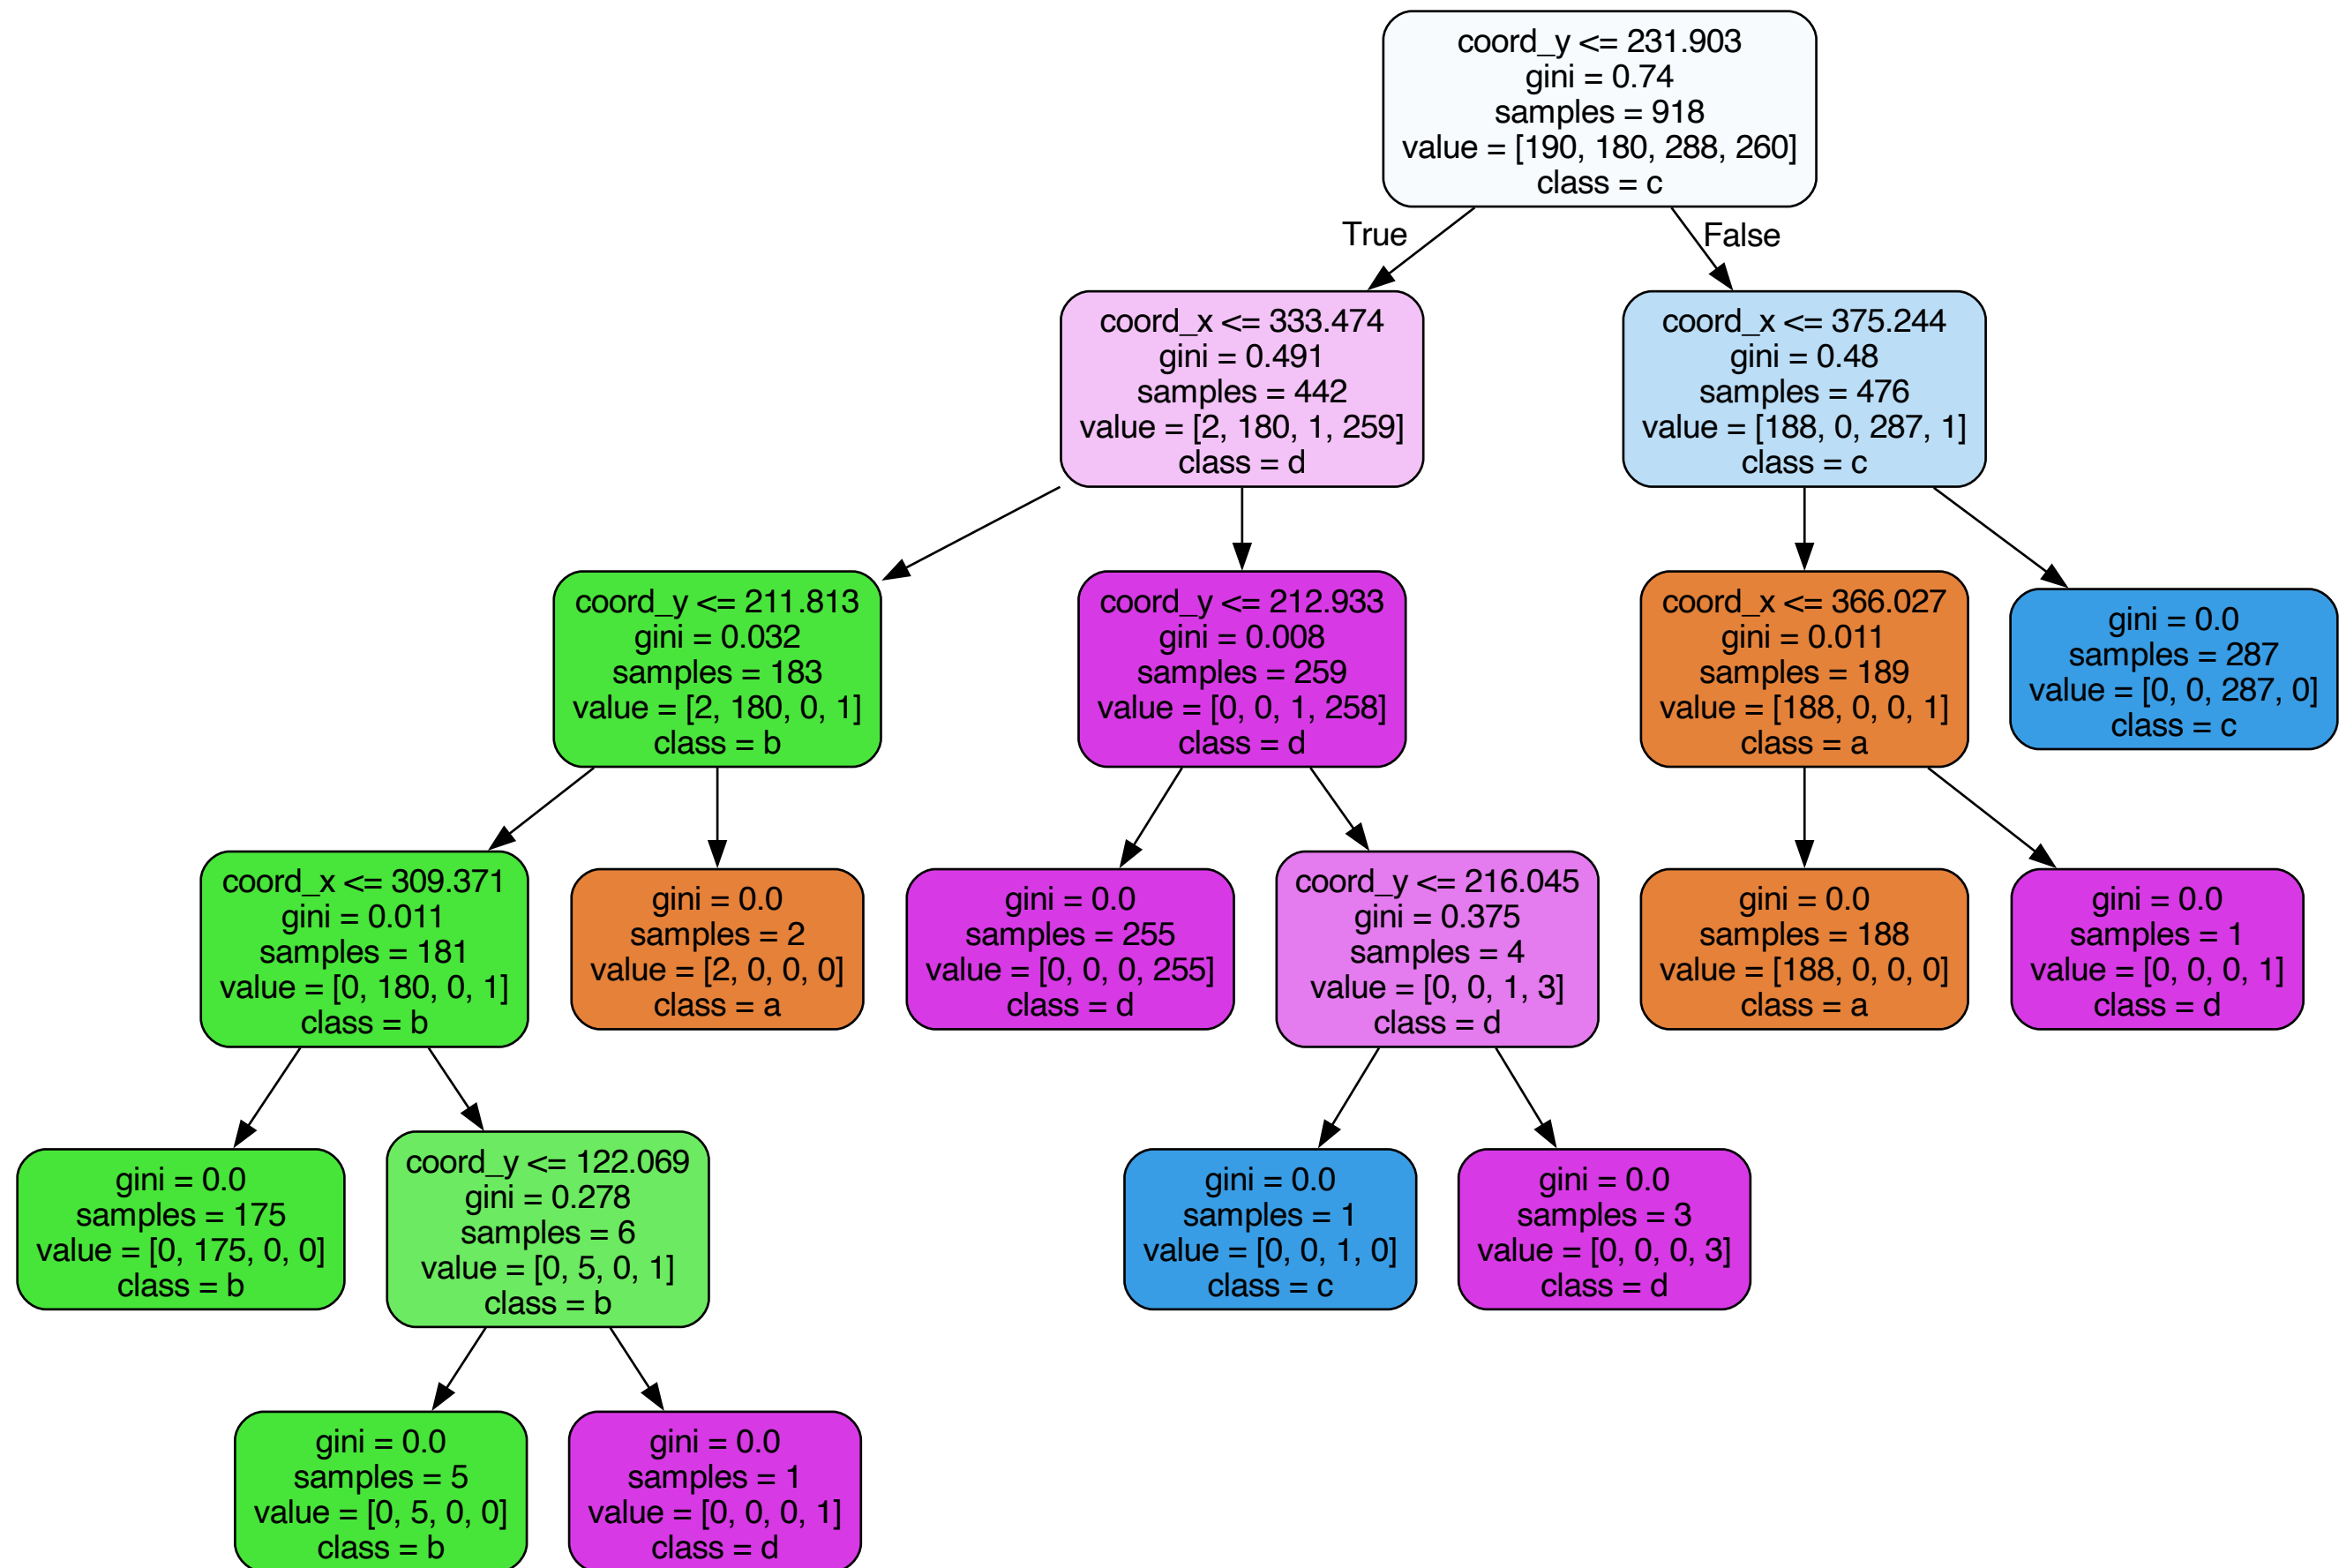 coord_y <= 231.903
gini = 0.74
samples = 918
value = [190, 180, 288, 260]
class = c
True
False
coord_x <= 333.474
gini = 0.491
samples = 442
value = [2, 180, 1, 259]
class = d
coord_x <= 375.244
gini = 0.48
samples = 476
value = [188, 0, 287, 1]
class = c
coord_y <= 211.813
gini = 0.032
samples = 183
value = [2, 180, 0, 1]
class = b
coord_y <= 212.933
gini = 0.008
samples = 259
value = [0, 0, 1, 258]
class = d
coord_x <= 366.027
gini = 0.011
samples = 189
value = [188, 0, 0, 1]
class = a
gini = 0.0
samples = 287
value = [0, 0, 287, 0]
class = c
coord_x <= 309.371
gini = 0.011
samples = 181
value = [0, 180, 0, 1]
class = b
gini = 0.0
samples = 2
value = [2, 0, 0, 0]
class = a
gini = 0.0
samples = 255
value = [0, 0, 0, 255]
class = d
coord_y <= 216.045
gini = 0.375
samples = 4
value = [0, 0, 1, 3]
class = d
gini = 0.0
samples = 188
value = [188, 0, 0, 0]
class = a
gini = 0.0
samples = 1
value = [0, 0, 0, 1]
class = d
gini = 0.0
samples = 175
value = [0, 175, 0, 0]
class = b
coord_y <= 122.069
gini = 0.278
samples = 6
value = [0, 5, 0, 1]
class = b
gini = 0.0
samples = 1
value = [0, 0, 1, 0]
class = c
gini = 0.0
samples = 3
value = [0, 0, 0, 3]
class = d
gini = 0.0
samples = 5
value = [0, 5, 0, 0]
class = b
gini = 0.0
samples = 1
value = [0, 0, 0, 1]
class = d